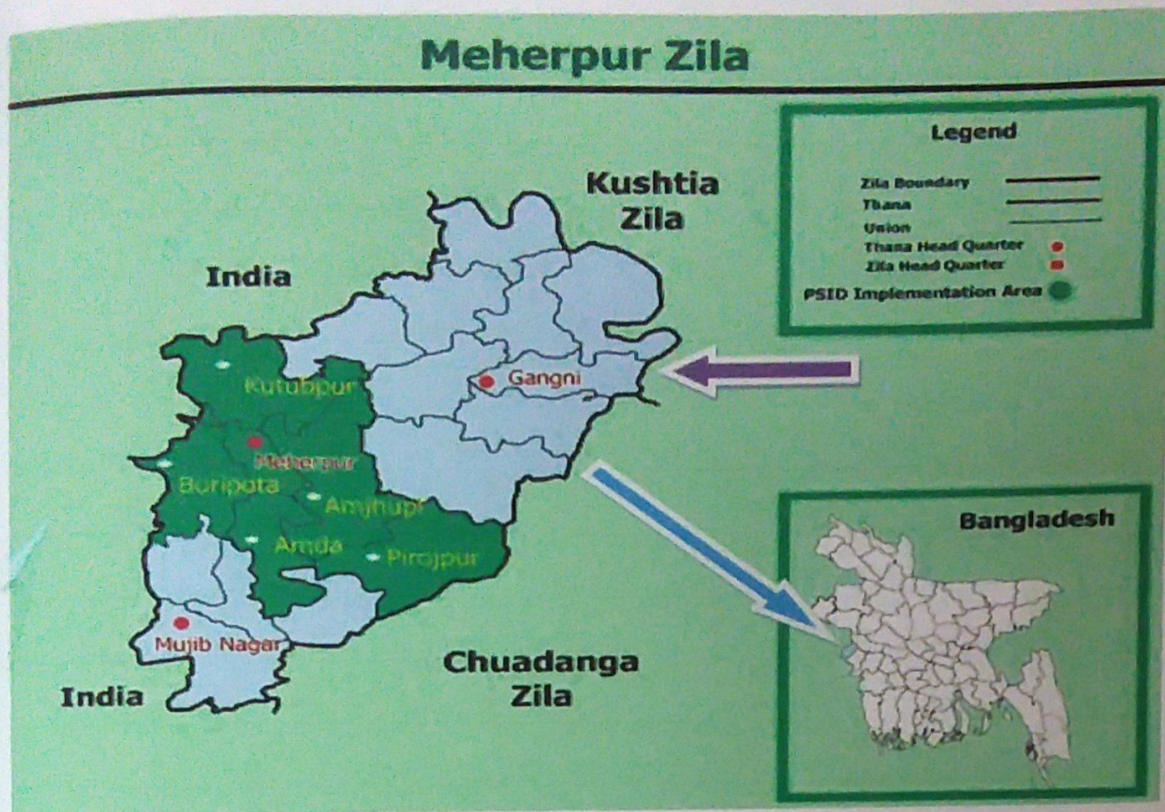 Meherpur Zila
Legend
Zila Boundary
Thana
Union
Thana Head Quarter
Zila Head Quarter
PSID Implementation Area
Kushtia
Zila
India
Gangni
Kutubpur
Meherpur
Buripota
Amjhupi
Amda
Pirojpur
Mujib Nagar
India
Chuadanga
Zila
Bangladesh